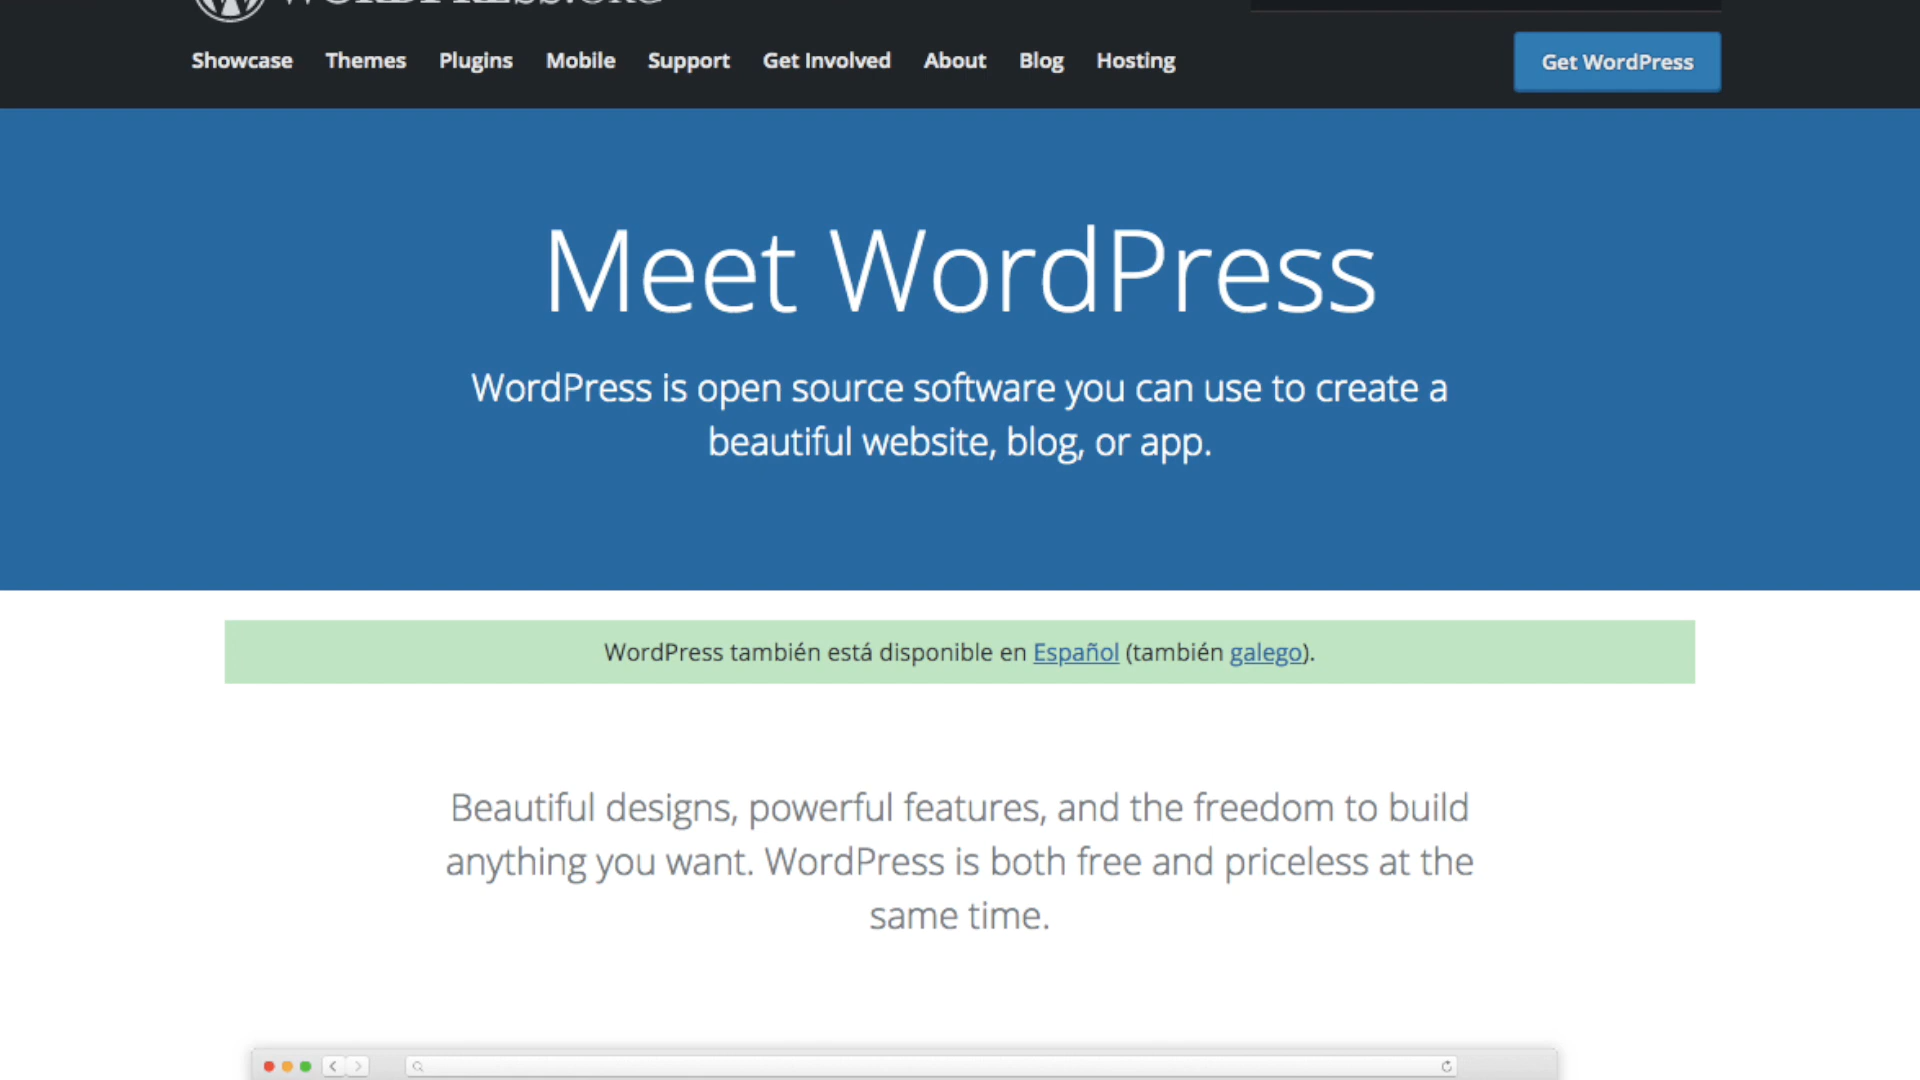 Showcase Themes Plugins Mobile Support Get Involved About Blog Hosting Get WordPress
Meet WordPress
WordPress is open source software you can use to create a
beautiful website, blog, or app.
WordPress también está disponible en Español (también galego).
Beautiful designs, powerful features, and the freedom to build
anything you want. WordPress is both free and priceless at the
same time.